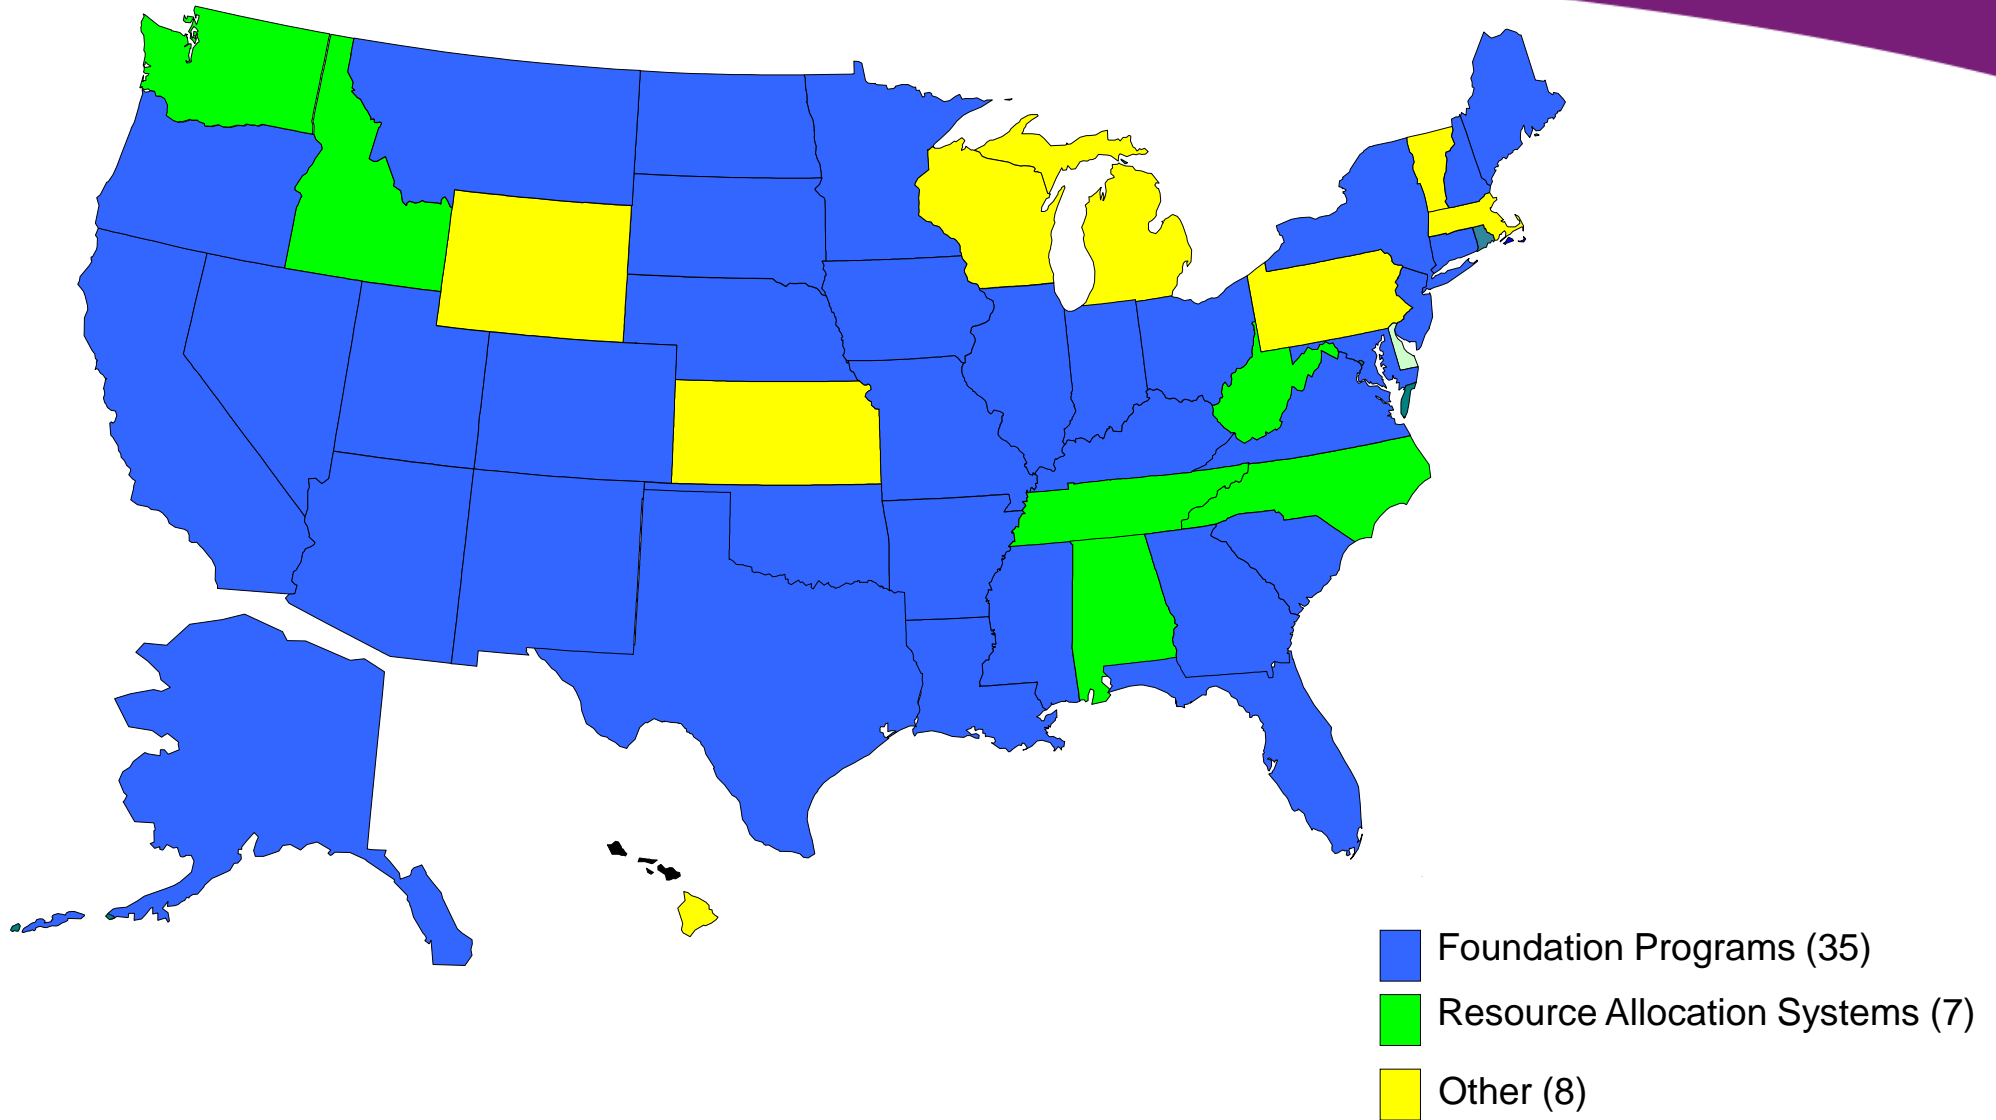 Foundation Programs (35)
Resource Allocation Systems (7)
Other (8)